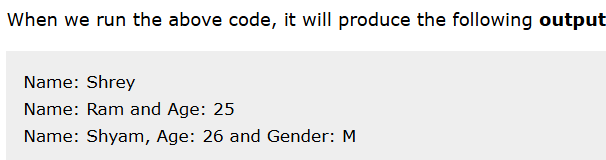 When we run the above code, it will produce the following output
Name: Shrey
Name: Ram and Age: 25
Name: Shyam, Age: 26 and Gender: M